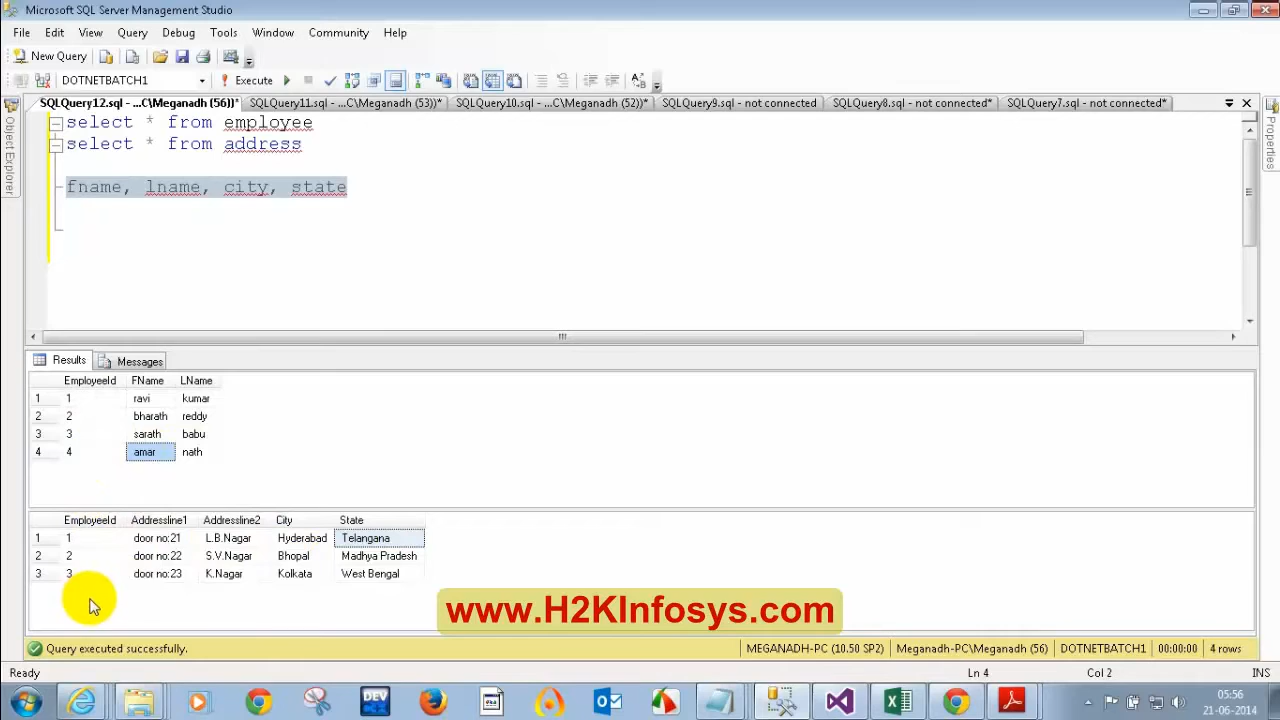 Microsoft SQL Server Management Studio
File Edit View Query Debug Tools Window Community Help
New Query
DOTNETBATCH1 Execute
SQLQuery12.sql - ...C\Meganadh (56))* SQLQuery11.sql - ...C\Meganadh (53))* SQLQuery10.sql - ...C\Meganadh (52))* SQLQuery9.sql - not connected SQLQuery8.sql - not connected* SQLQuery7.sql - not connected*
Object Explorer
Properties
select * from employee
select * from address
fname, lname, city, state
Results Messages
EmployeeId FName LName
1 1 ravi kumar
2 2 bharath reddy
3 3 sarath babu
4 4 amar nath
EmployeeId Addressline1 Addressline2 City State
1 1 door no:21 L.B.Nagar Hyderabad Telangana
2 2 door no:22 S.V.Nagar Bhopal Madhya Pradesh
3 3 door no:23 K.Nagar Kolkata West Bengal
www.H2KInfosys.com
Query executed successfully. MEGANADH-PC (10.50 SP2) Meganadh-PC\Meganadh (56) DOTNETBATCH1 00:00:00 4 rows
Ready Ln 4 Col 2 INS
DEV
05:56
21-06-2014